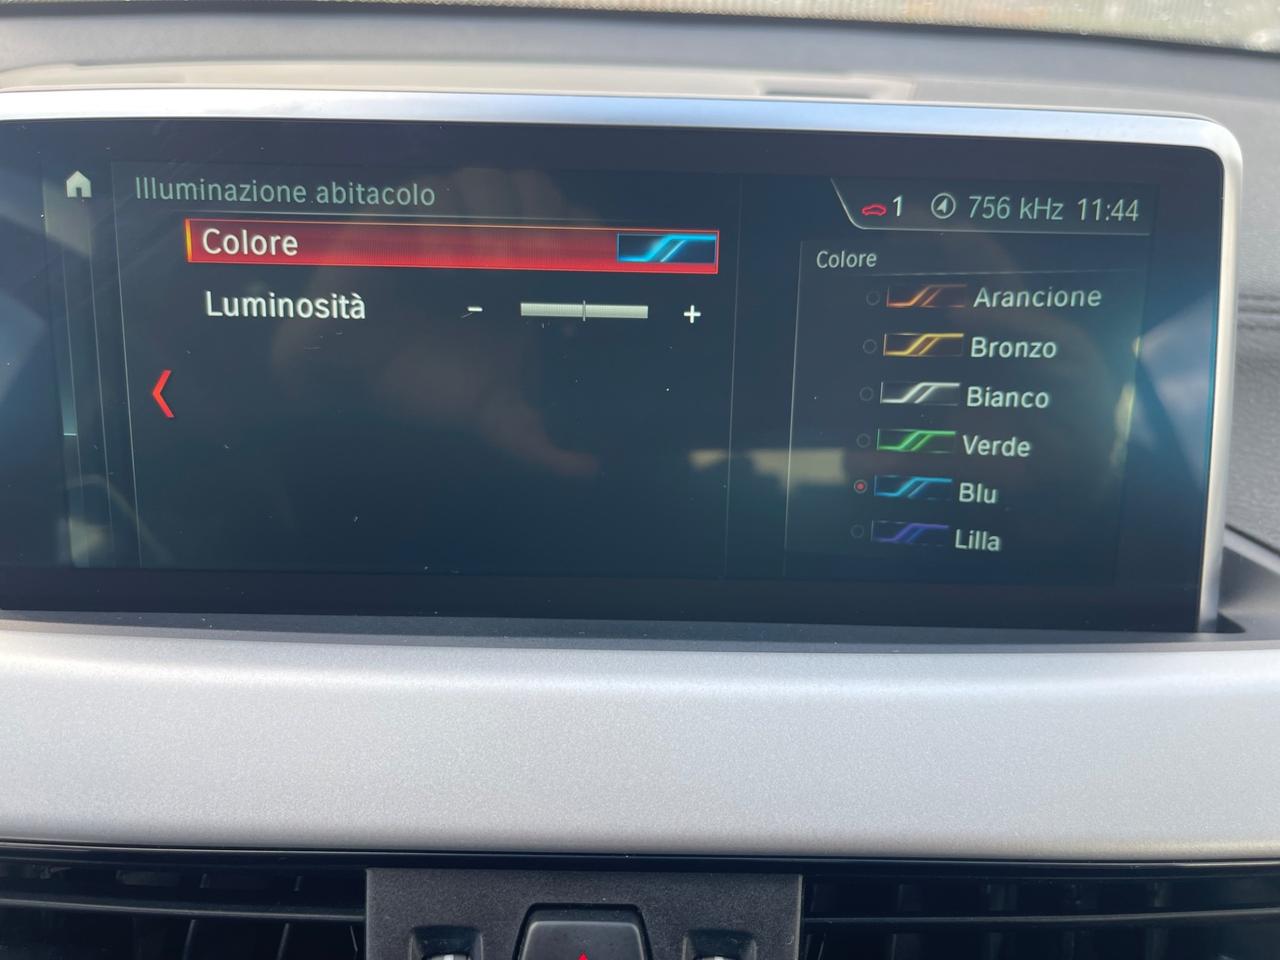 Illuminazione abitacolo
1 756 kHz 11:44
Colore
Luminosità - +
Colore
Arancione
Bronzo
Bianco
Verde
Blu
Lilla